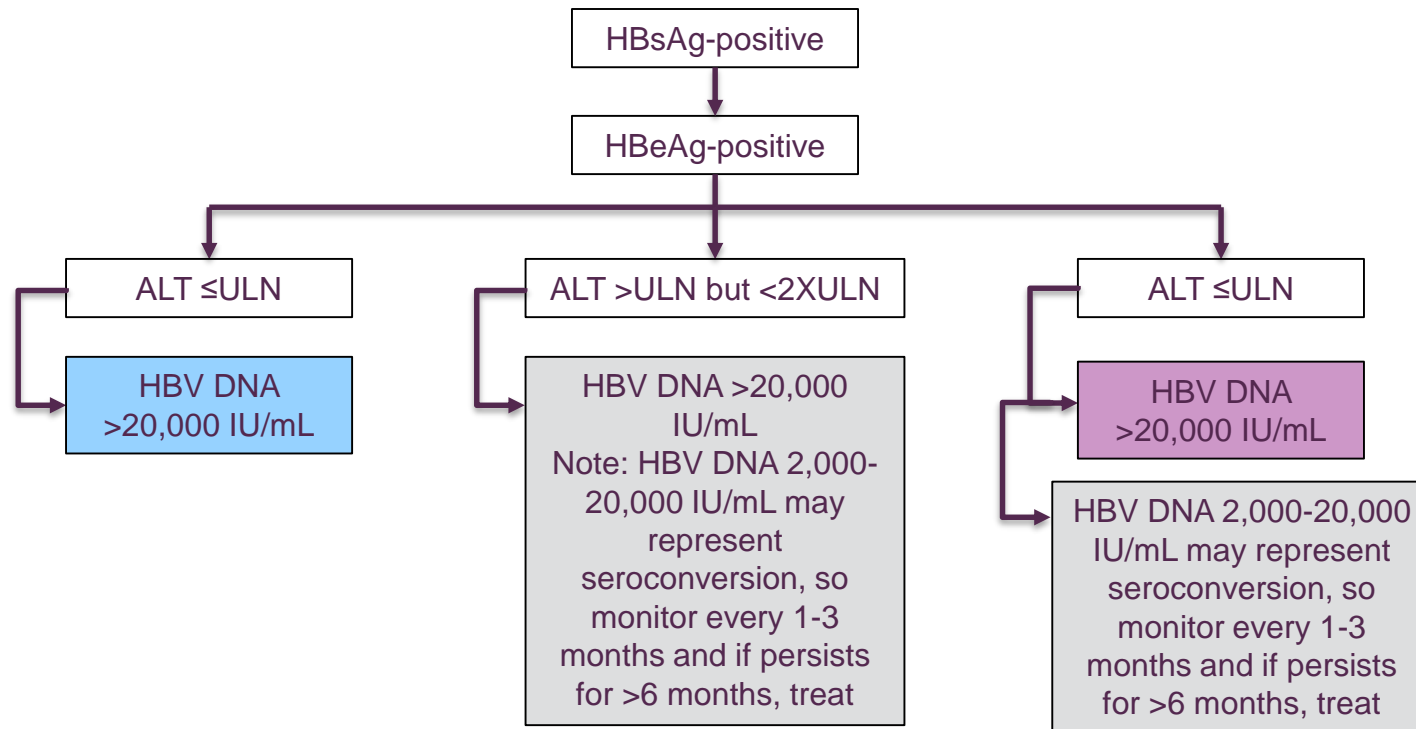 HBsAg-positive
HBeAg-positive
ALT ≤ULN
ALT >ULN but <2XULN
ALT ≤ULN
HBV DNA
>20,000 IU/mL
HBV DNA >20,000
IU/mL
Note: HBV DNA 2,000-
20,000 IU/mL may
represent
seroconversion, so
monitor every 1-3
months and if persists
for >6 months, treat
HBV DNA
>20,000 IU/mL
HBV DNA 2,000-20,000
IU/mL may represent
seroconversion, so
monitor every 1-3
months and if persists
for >6 months, treat